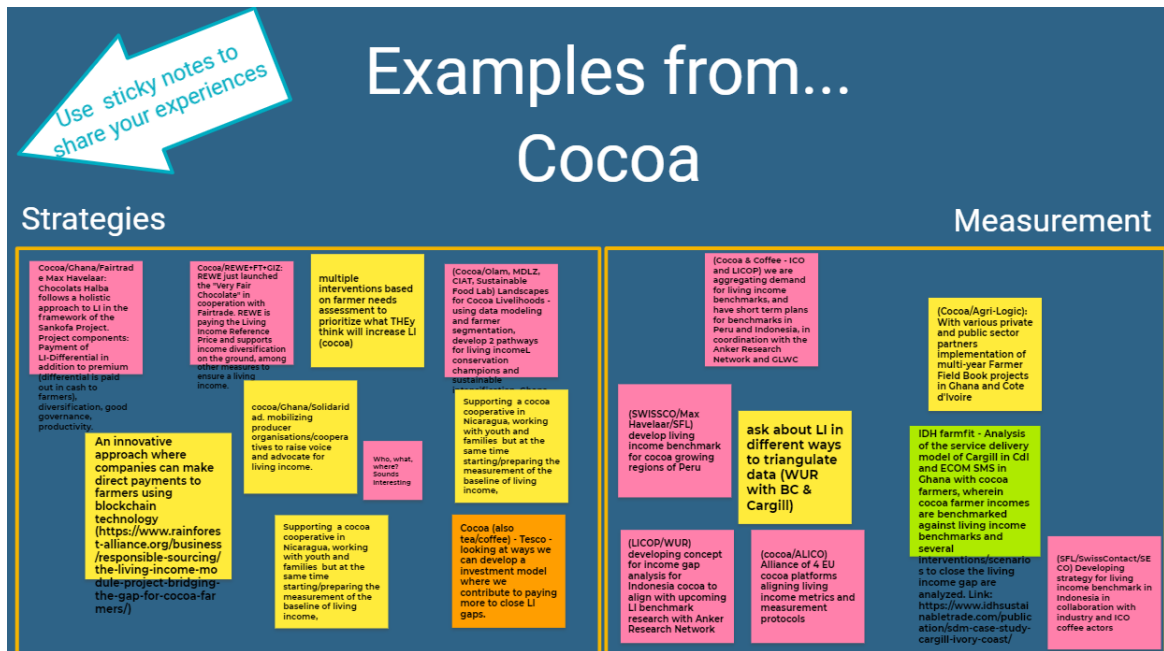 Use sticky notes to
share your experiences
Examples from...
Cocoa
Strategies
Measurement
Cocoa/Ghana/Fairtrad
e Max Havelaar:
Chocolats Halba
follows a holistic
approach to LI in the
framework of the
Sankofa Project.
Project components:
Payment of
LI-Differential in
addition to premium
(differential is paid
out in cash to
farmers),
diversification, good
governance,
productivity.
Cocoa/REWE+FT+GIZ:
REWE just launched
the "Very Fair
Chocolate" in
cooperation with
Fairtrade. REWE is
paying the Living
Income Reference
Price and supports
income diversification
on the ground, among
other measures to
ensure a living
income.
multiple
interventions based
on farmer needs
assessment to
prioritize what THEy
think will increase LI
(cocoa)
(Cocoa/Olam, MDLZ,
CIAT, Sustainable
Food Lab) Landscapes
for Cocoa Livelihoods -
using data modeling
and farmer
segmentation,
develop 2 pathways
for living incomeL
conservation
champions and
sustainable
cocoa/Ghana/Solidarid
ad. mobilizing
producer
organisations/coopera
tives to raise voice
and advocate for
living income.
Who, what,
where?
Sounds
interesting
Supporting a cocoa
cooperative in
Nicaragua, working
with youth and
families but at the
same time
starting/preparing the
measurement of the
baseline of living
income,
An innovative
approach where
companies can make
direct payments to
farmers using
blockchain
technology
(https://www.rainfores
t-alliance.org/business
/responsible-sourcing/
the-living-income-mo
dule-project-bridging-
the-gap-for-cocoa-far
mers/)
Supporting a cocoa
cooperative in
Nicaragua, working
with youth and
families but at the
same time
starting/preparing the
measurement of the
baseline of living
income,
Cocoa (also
tea/coffee) - Tesco -
looking at ways we
can develop a
investment model
where we
contribute to paying
more to close LI
gaps.
(Cocoa & Coffee - ICO
and LICOP) we are
aggregating demand
for living income
benchmarks, and
have short term plans
for benchmarks in
Peru and Indonesia, in
coordination with the
Anker Research
Network and GLWC
(Cocoa/Agri-Logic):
With various private
and public sector
partners
implementation of
multi-year Farmer
Field Book projects
in Ghana and Cote
d'Ivoire
(SWISSCO/Max
Havelaar/SFL)
develop living
income benchmark
for cocoa growing
regions of Peru
ask about LI in
different ways
to triangulate
data (WUR
with BC &
Cargill)
IDH farmfit - Analysis
of the service delivery
model of Cargill in CdI
and ECOM SMS in
Ghana with cocoa
farmers, wherein
cocoa farmer incomes
are benchmarked
against living income
benchmarks and
several
interventions/scenario
s to close the living
income gap are
analyzed. Link:
https://www.idhsustai
nabletrade.com/public
ation/sdm-case-study-
cargill-ivory-coast/
(LICOP/WUR)
developing concept
for income gap
analysis for
Indonesia cocoa to
align with upcoming
LI benchmark
research with Anker
Research Network
(cocoa/ALICO)
Alliance of 4 EU
cocoa platforms
aligning living
income metrics and
measurement
protocols
(SFL/SwissContact/SE
CO) Developing
strategy for living
income benchmark in
Indonesia in
collaboration with
industry and ICO
coffee actors